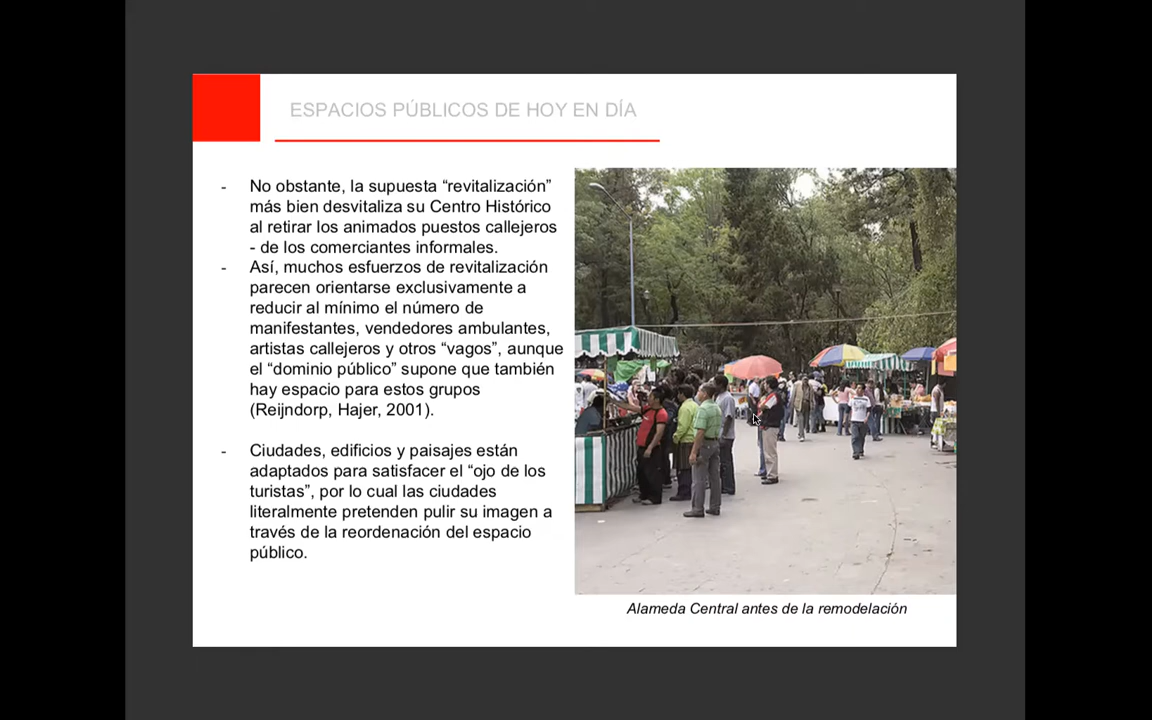 ESPACIOS PÚBLICOS DE HOY EN DÍA
- No obstante, la supuesta “revitalización”
más bien desvitaliza su Centro Histórico
al retirar los animados puestos callejeros
- de los comerciantes informales.
- Así, muchos esfuerzos de revitalización
parecen orientarse exclusivamente a
reducir al mínimo el número de
manifestantes, vendedores ambulantes,
artistas callejeros y otros “vagos”, aunque
el “dominio público” supone que también
hay espacio para estos grupos
(Reijndorp, Hajer, 2001).
- Ciudades, edificios y paisajes están
adaptados para satisfacer el “ojo de los
turistas”, por lo cual las ciudades
literalmente pretenden pulir su imagen a
través de la reordenación del espacio
público.
Alameda Central antes de la remodelación